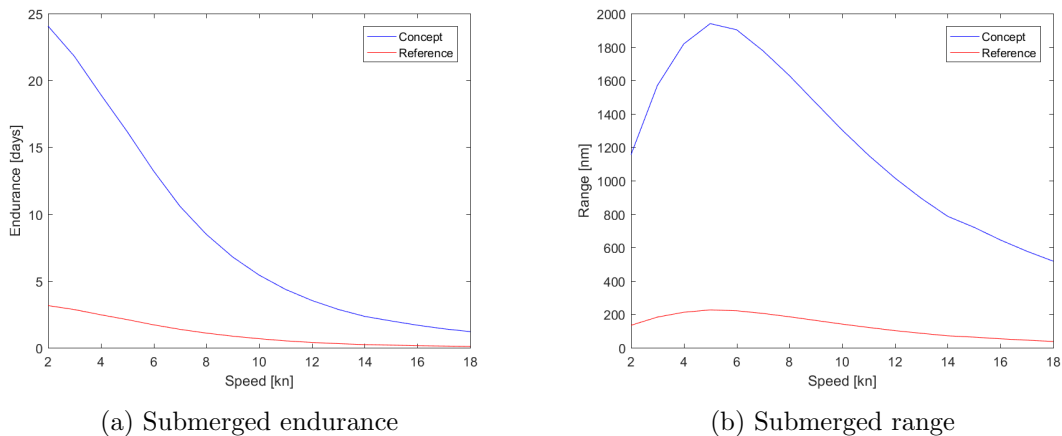 25
20
15
10
5
0
Endurance [days]
2 4 6 8 10 12 14 16 18
Speed [kn]
Concept
Reference
(a) Submerged endurance
2000
1800
1600
1400
1200
1000
800
600
400
200
0
Range [nm]
2 4 6 8 10 12 14 16 18
Speed [kn]
Concept
Reference
(b) Submerged range